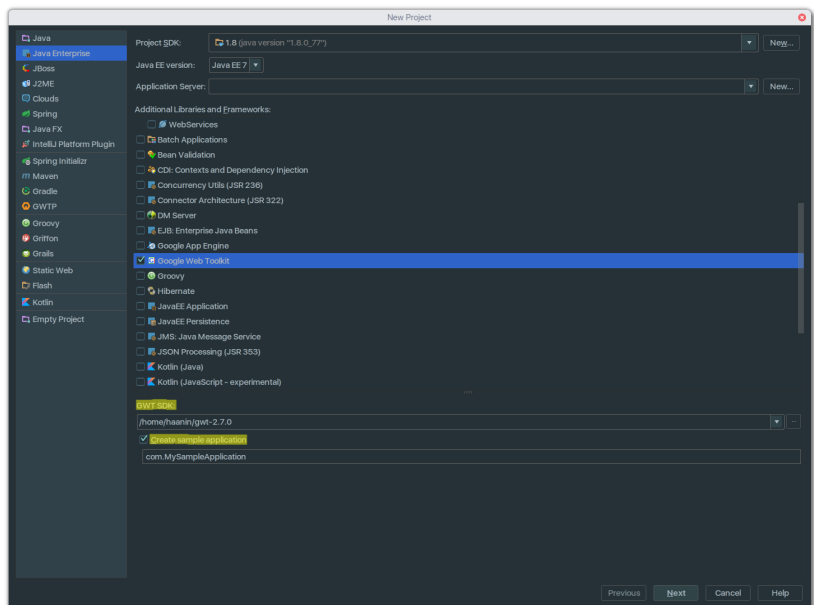 New Project
Java
Java Enterprise
JBoss
J2ME
Clouds
Spring
Java FX
IntelliJ Platform Plugin
Spring Initializr
Maven
Gradle
GWTP
Groovy
Griffon
Grails
Static Web
Flash
Kotlin
Empty Project
Project SDK: 1.8 (java version "1.8.0_77") New...
Java EE version: Java EE 7
Application Server: New...
Additional Libraries and Frameworks:
WebServices
Batch Applications
Bean Validation
CDI: Contexts and Dependency Injection
Concurrency Utils (JSR 236)
Connector Architecture (JSR 322)
DM Server
EJB: Enterprise Java Beans
Google App Engine
Google Web Toolkit
Groovy
Hibernate
JavaEE Application
JavaEE Persistence
JMS: Java Message Service
JSON Processing (JSR 353)
Kotlin (Java)
Kotlin (JavaScript - experimental)
GWT SDK:
/home/haanin/gwt-2.7.0
Create sample application
com.MySampleApplication
Previous Next Cancel Help